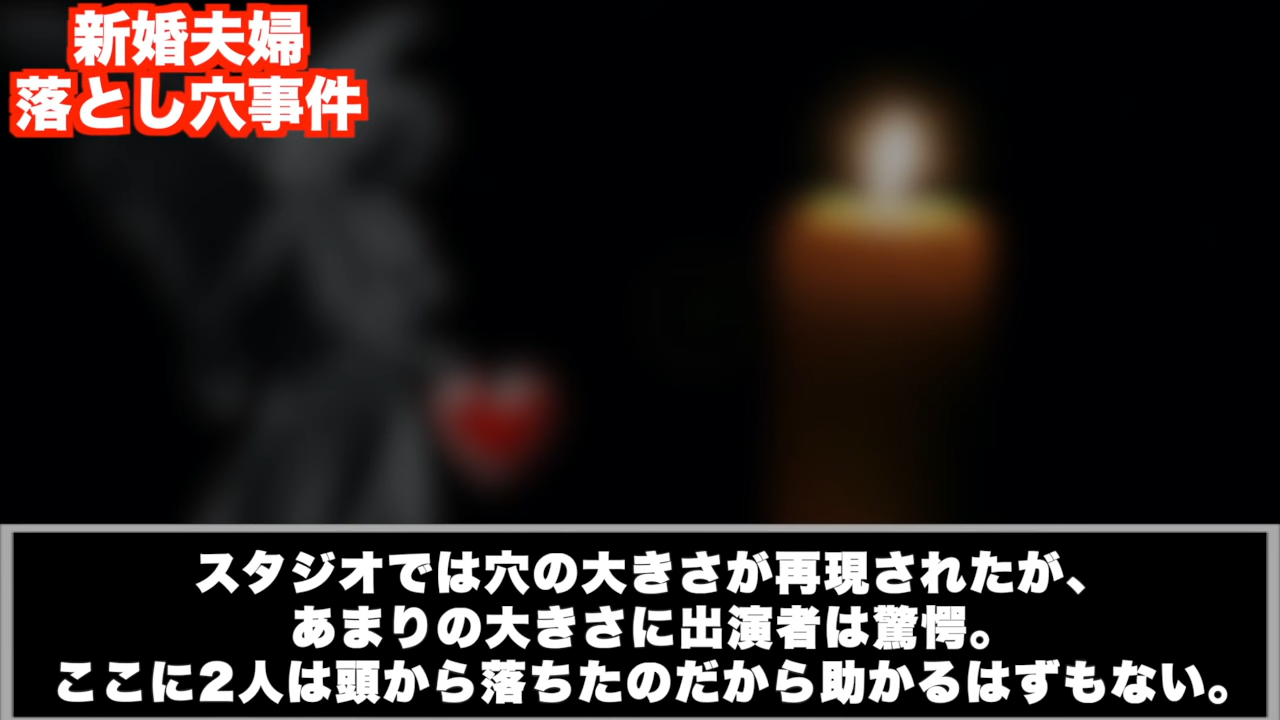 新婚夫婦
落とし穴事件
スタジオでは穴の大きさが再現されたが、
あまりの大きさに出演者は驚愕。
ここに2人は頭から落ちたのだから助かるはずもない。